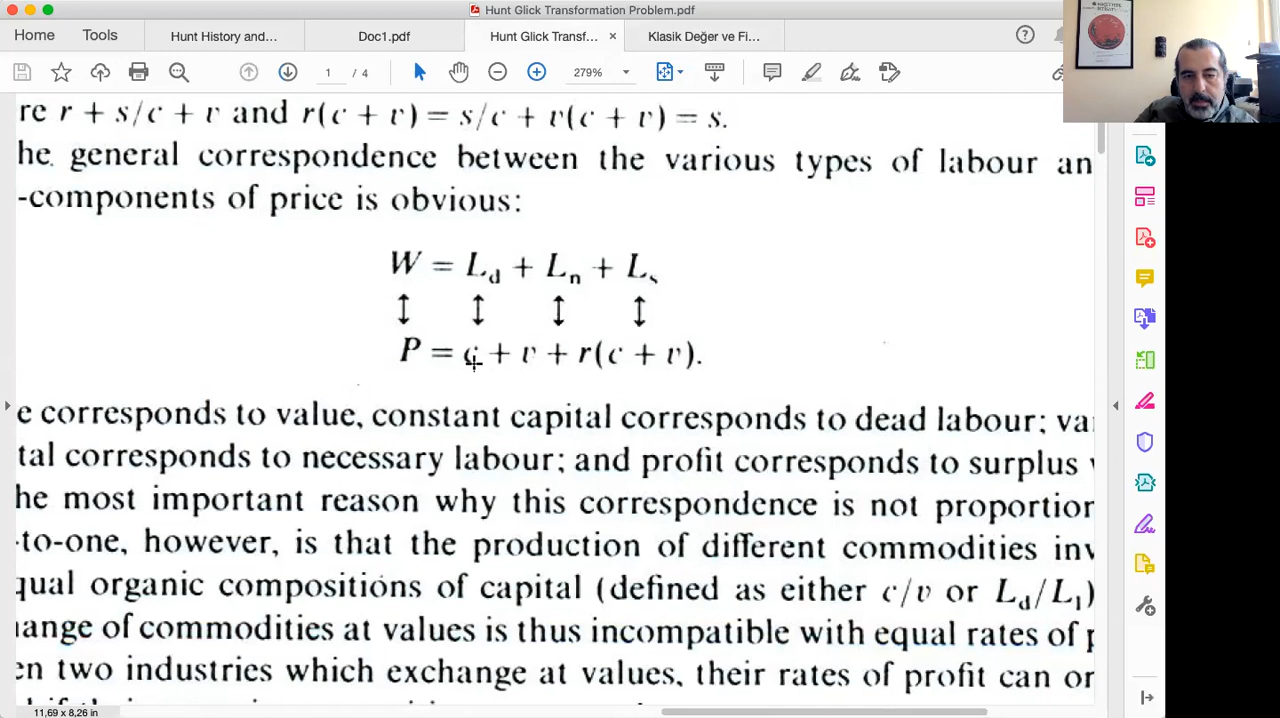 Hunt Glick Transformation Problem.pdf
Home Tools Hunt History and... Doc1.pdf Hunt Glick Transf... × Klasik Değer ve Fi...
1 / 4 279%
re r + s/c + v and r(c + v) = s/c + v(c + v) = s.
he general correspondence between the various types of labour an
-components of price is obvious:
W = Ld + Ln + Ls
↕ ↕ ↕ ↕
P = c + v + r(c + v).
e corresponds to value, constant capital corresponds to dead labour; va
tal corresponds to necessary labour; and profit corresponds to surplus
he most important reason why this correspondence is not proportion
-to-one, however, is that the production of different commodities inv
qual organic compositions of capital (defined as either c/v or Ld/Ll)
ange of commodities at values is thus incompatible with equal rates of p
en two industries which exchange at values, their rates of profit can or
11,69 x 8,26 in